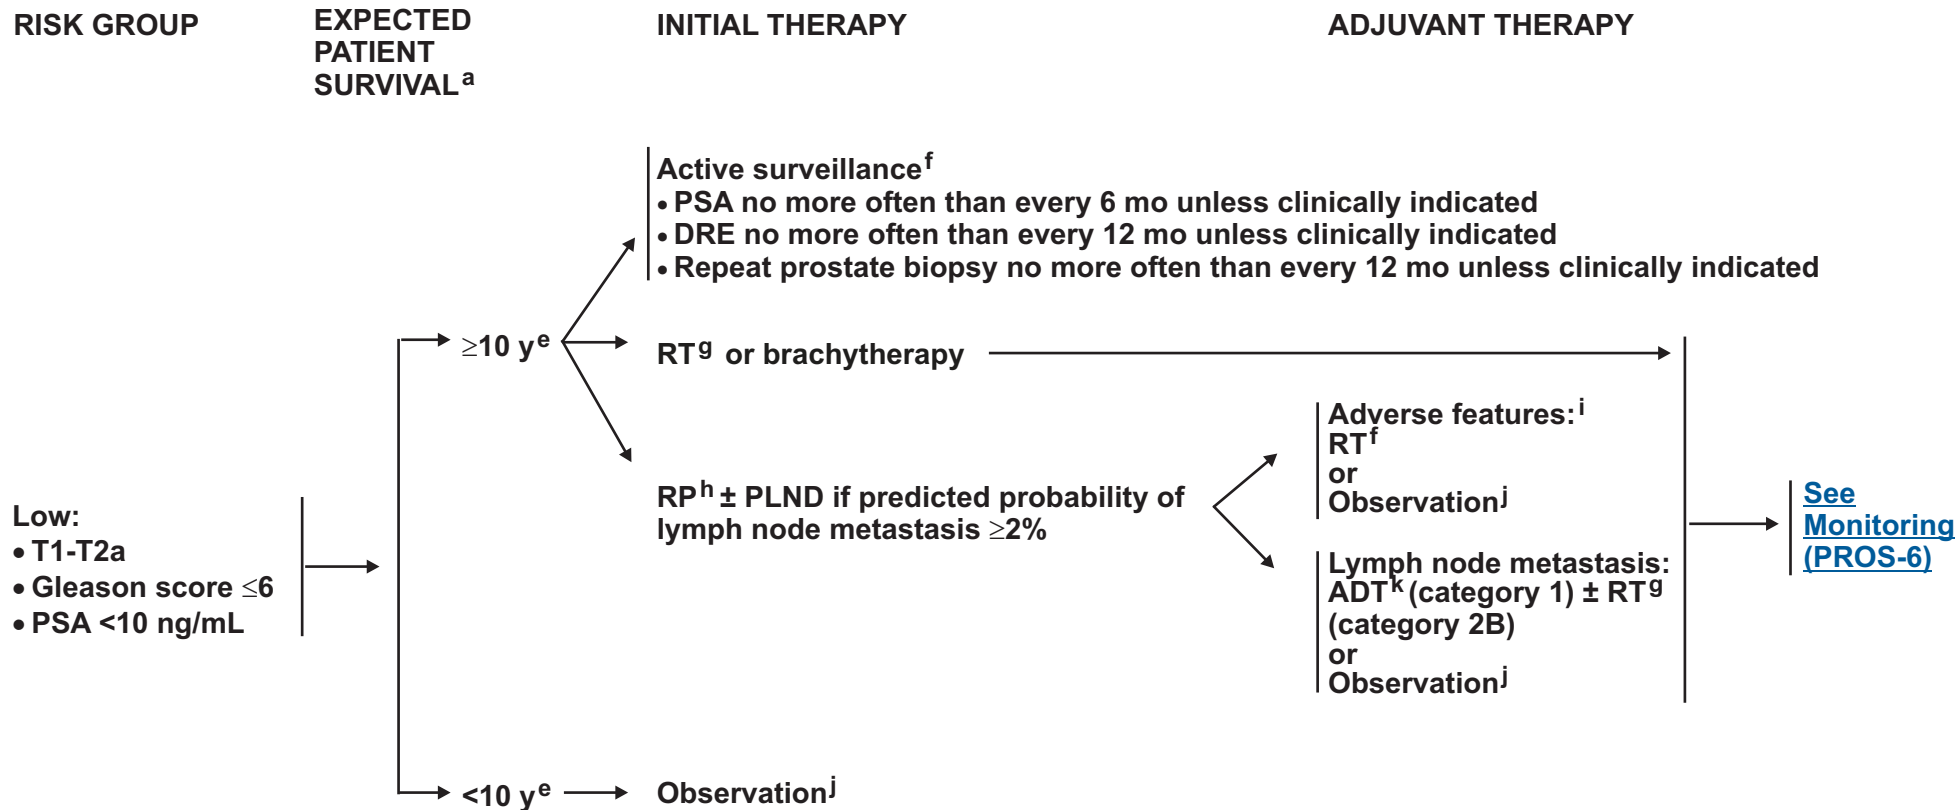 RISK GROUP
EXPECTED
PATIENT
SURVIVALᵃ
INITIAL THERAPY
ADJUVANT THERAPY
Active surveillanceᶠ
• PSA no more often than every 6 mo unless clinically indicated
• DRE no more often than every 12 mo unless clinically indicated
• Repeat prostate biopsy no more often than every 12 mo unless clinically indicated
≥10 yᵉ
RTᵍ or brachytherapy
Adverse features:ⁱ
RTᶠ
or
Observationʲ
RPʰ ± PLND if predicted probability of
lymph node metastasis ≥2%
Low:
• T1-T2a
• Gleason score ≤6
• PSA <10 ng/mL
See
Monitoring
(PROS-6)
Lymph node metastasis:
ADTᵏ (category 1) ± RTᵍ
(category 2B)
or
Observationʲ
<10 yᵉ
Observationʲ